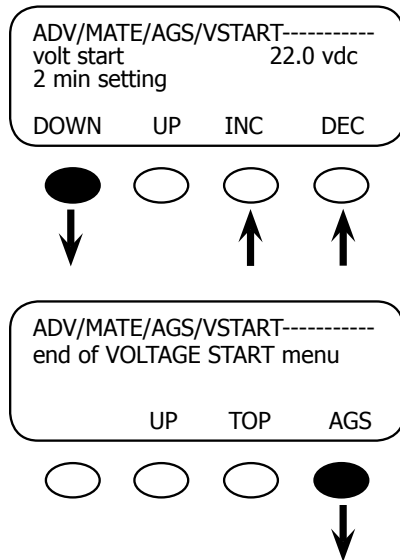 ADV/MATE/AGS/VSTART-----------
volt start 22.0 vdc
2 min setting
DOWN UP INC DEC
ADV/MATE/AGS/VSTART-----------
end of VOLTAGE START menu
UP TOP AGS